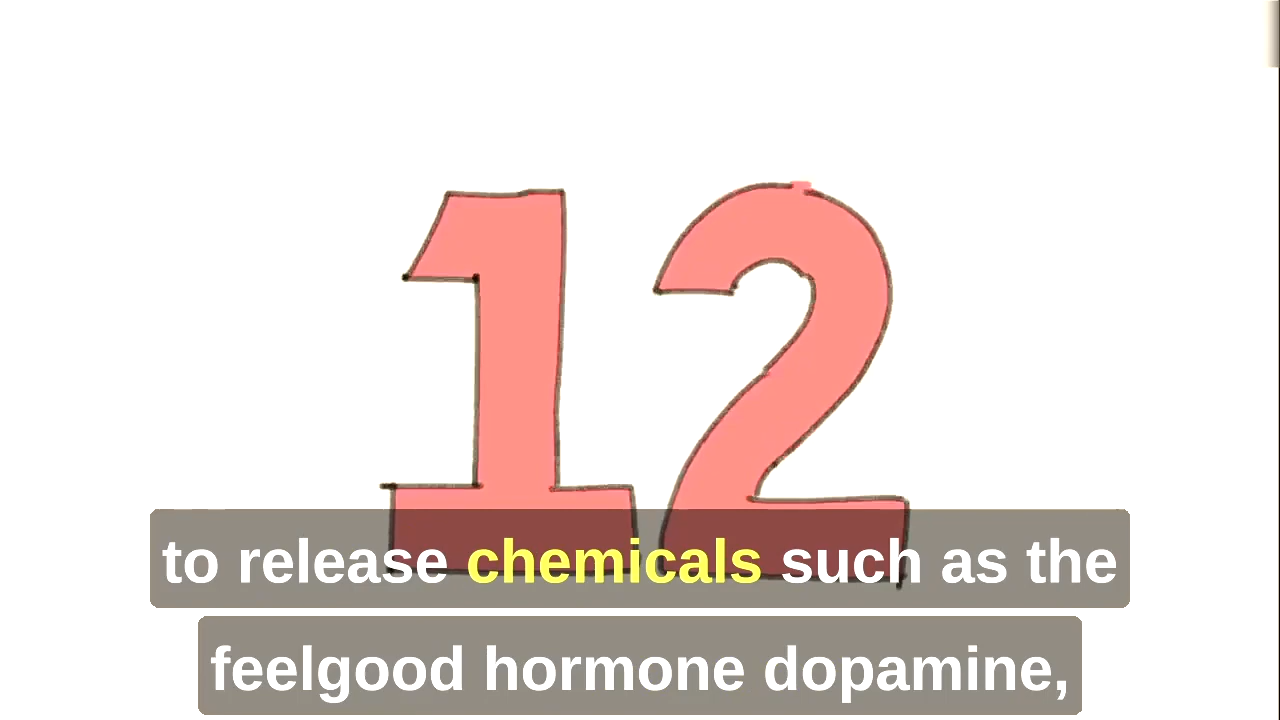 12
to release chemicals such as the
feelgood hormone dopamine,